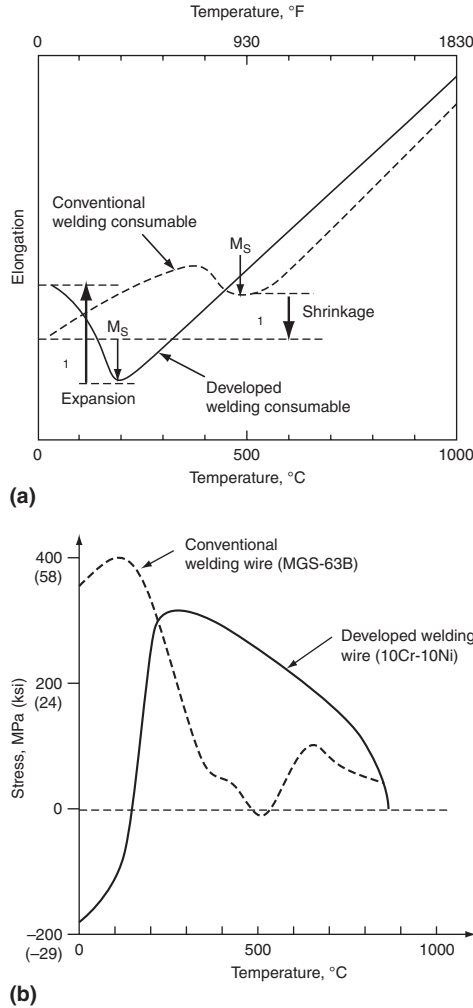 Temperature, °F
0 930 1830
Conventional
welding consumable
M_S
M_S
1
Shrinkage
1
Expansion
Developed
welding consumable
Elongation
0 500 1000
Temperature, °C
(a)
400
(58)
Conventional
welding wire (MGS-63B)
Developed welding
wire (10Cr-10Ni)
200
(24)
Stress, MPa (ksi)
0
–200
(–29)
0 500 1000
Temperature, °C
(b)